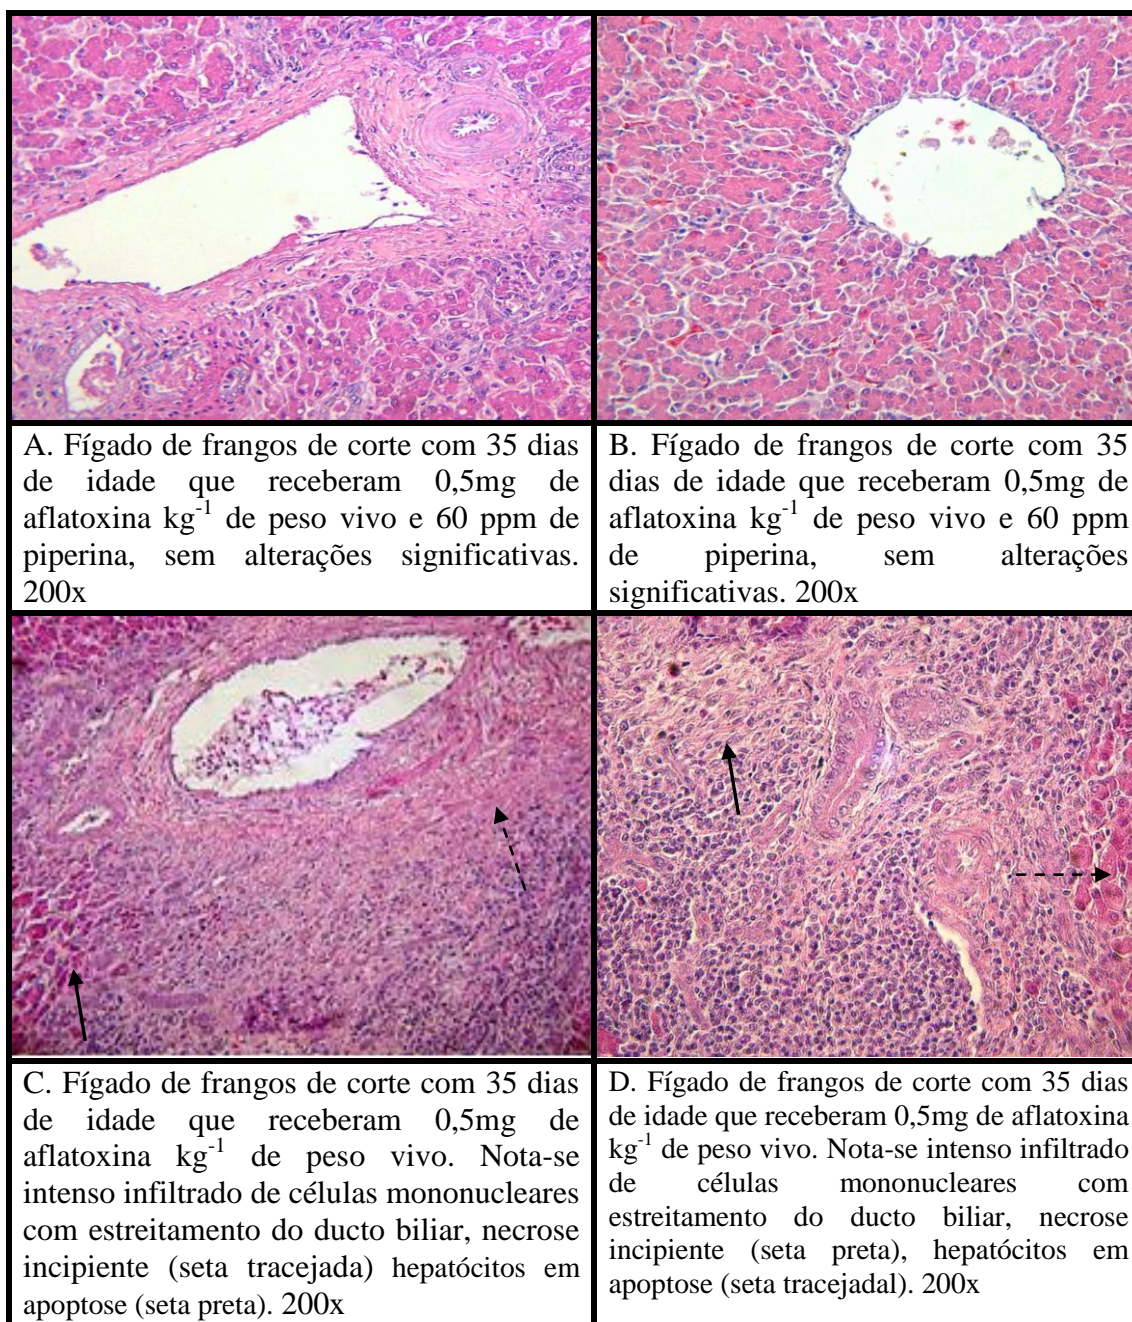 A. Fígado de frangos de corte com 35 dias
de idade que receberam 0,5mg de
aflatoxina kg⁻¹ de peso vivo e 60 ppm de
piperina, sem alterações significativas.
200x
B. Fígado de frangos de corte com 35
dias de idade que receberam 0,5mg de
aflatoxina kg⁻¹ de peso vivo e 60 ppm
de piperina, sem alterações
significativas. 200x
C. Fígado de frangos de corte com 35 dias
de idade que receberam 0,5mg de
aflatoxina kg⁻¹ de peso vivo. Nota-se
intenso infiltrado de células mononucleares
com estreitamento do ducto biliar, necrose
incipiente (seta tracejada) hepatócitos em
apoptose (seta preta). 200x
D. Fígado de frangos de corte com 35 dias
de idade que receberam 0,5mg de aflatoxina
kg⁻¹ de peso vivo. Nota-se intenso infiltrado
de células mononucleares com
estreitamento do ducto biliar, necrose
incipiente (seta preta), hepatócitos em
apoptose (seta tracejadal). 200x